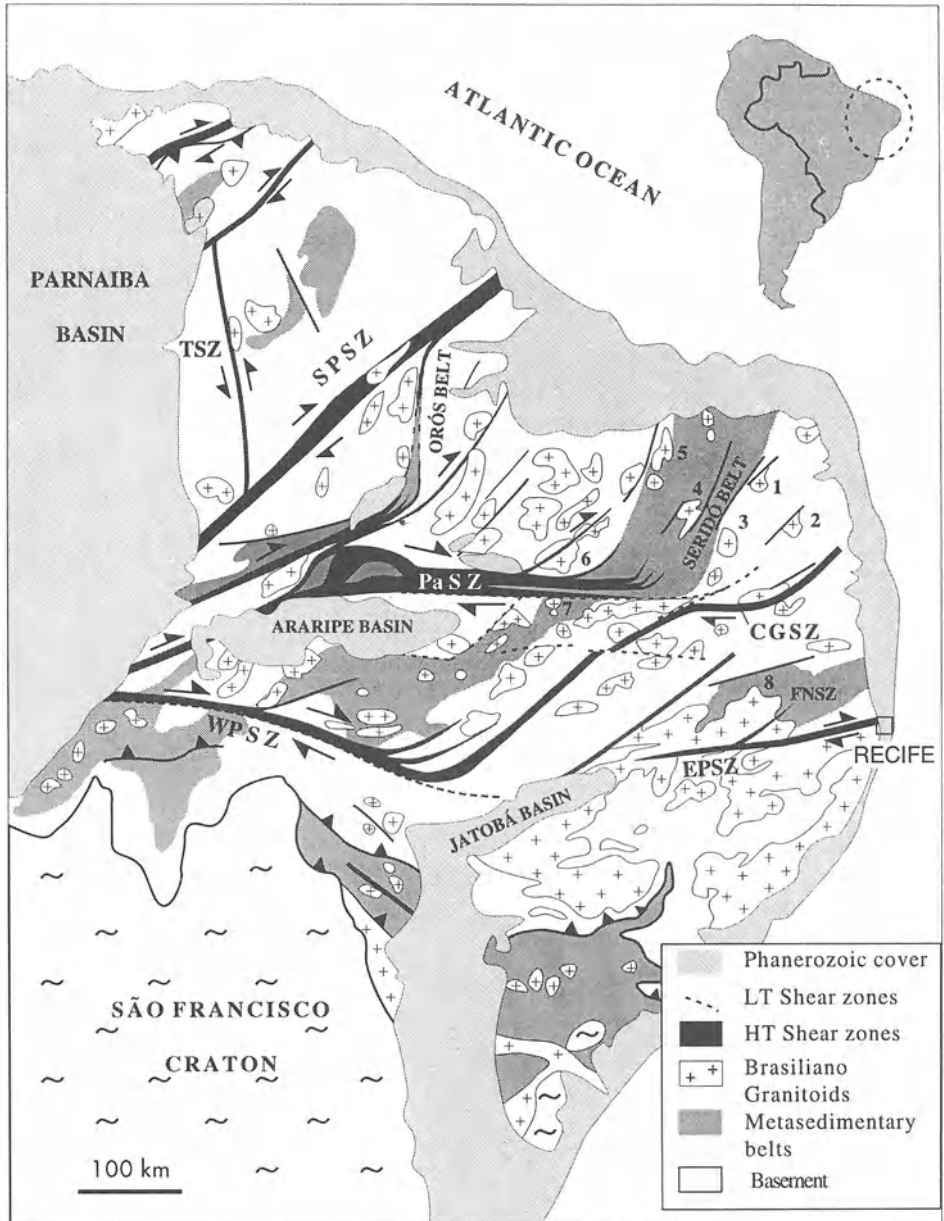 ATLANTIC OCEAN
PARNAIBA
BASIN
TSZ
SPSZ
ORÓS BELT
SERIDÓ BELT
5
4
1
3
2
6
PaSZ
7
ARARIPE BASIN
CGSZ
8
FNSZ
WPSZ
EPSZ
RECIFE
JATOBÁ BASIN
SÃO FRANCISCO
CRATON
100 km
Phanerozoic cover
LT Shear zones
HT Shear zones
Brasiliano
Granitoids
Metasedimentary
belts
Basement